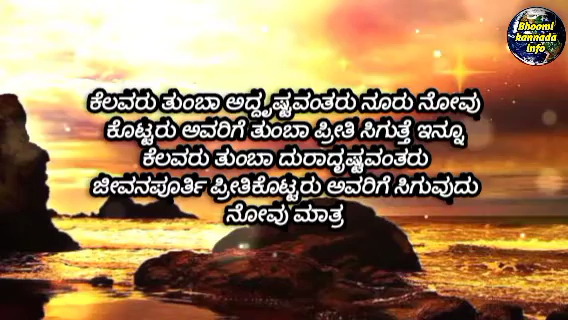 Bhoomi
kannada
info
ಕೆಲವರು ತುಂಬಾ ಅದ್ದೃಷ್ಟವಂತರು ನೂರು ನೋವು
ಕೊಟ್ಟರು ಅವರಿಗೆ ತುಂಬಾ ಪ್ರೀತಿ ಸಿಗುತ್ತೆ ಇನ್ನೂ
ಕೆಲವರು ತುಂಬಾ ದುರಾದೃಷ್ಟವಂತರು
ಜೀವನಪೂರ್ತಿ ಪ್ರೀತಿಕೊಟ್ಟರು ಅವರಿಗೆ ಸಿಗುವುದು
ನೋವು ಮಾತ್ರ